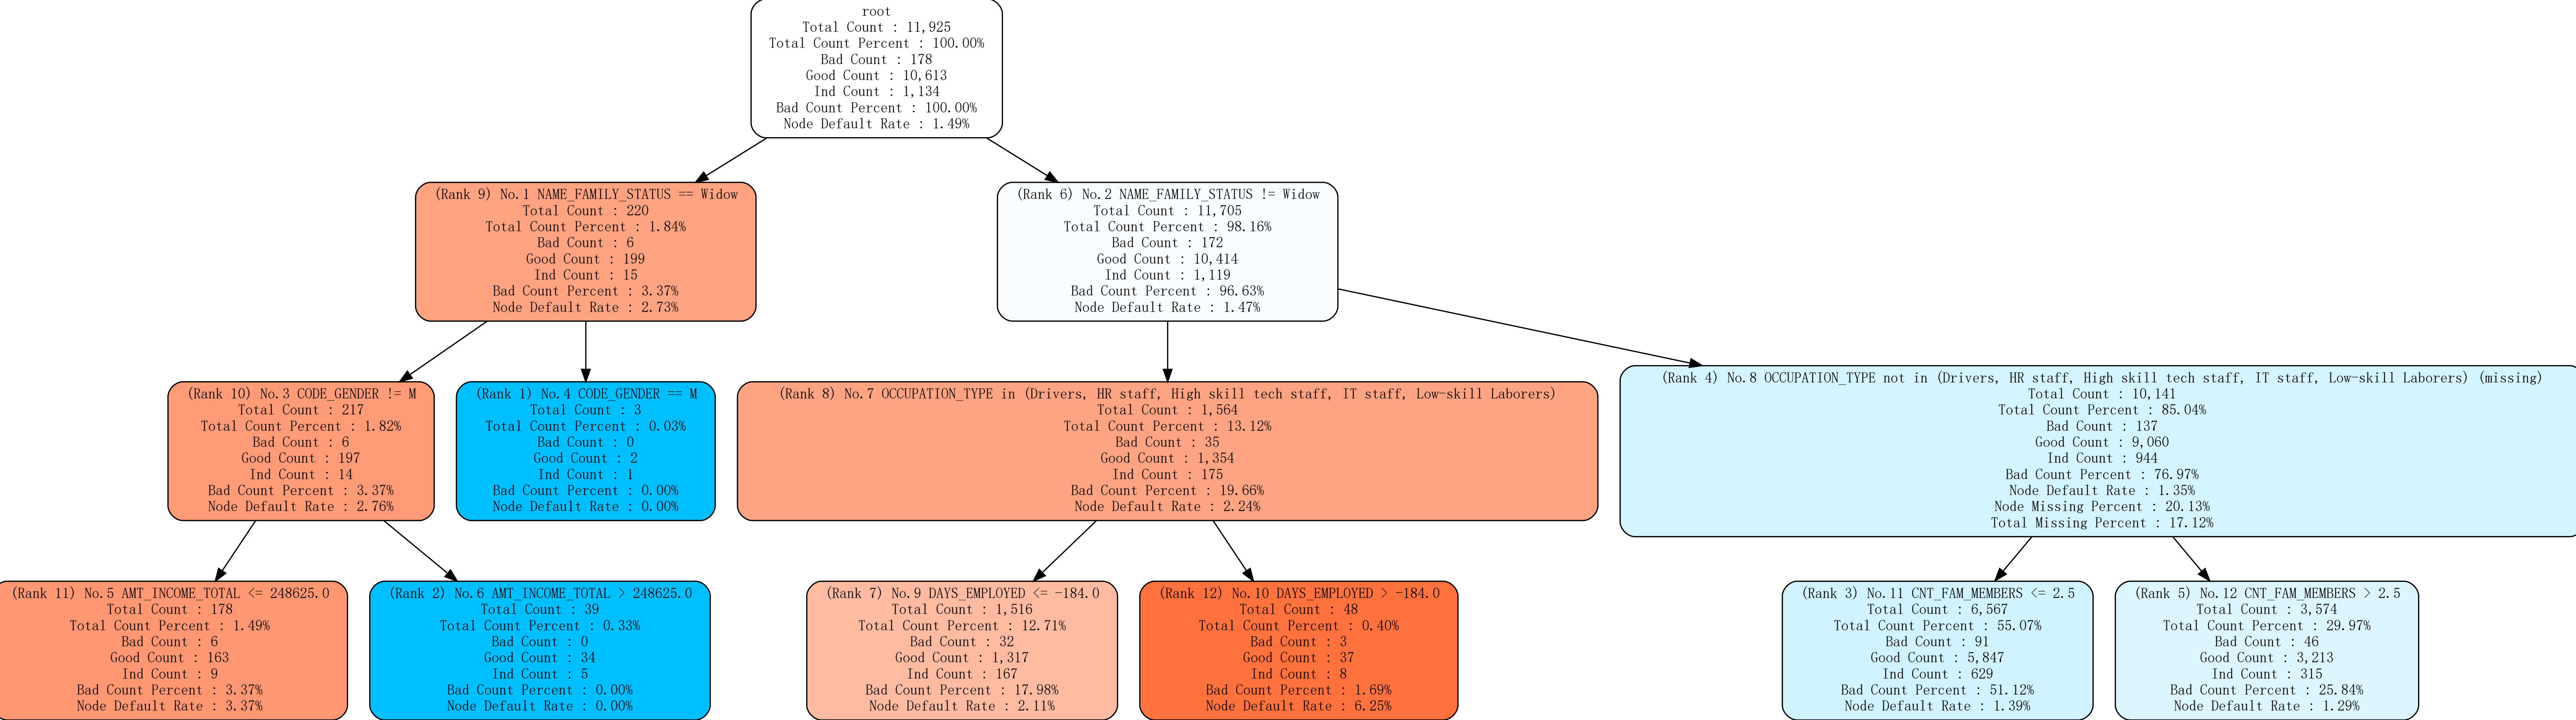 root
Total Count : 11,925
Total Count Percent : 100.00%
Bad Count : 178
Good Count : 10,613
Ind Count : 1,134
Bad Count Percent : 100.00%
Node Default Rate : 1.49%
(Rank 9) No.1 NAME_FAMILY_STATUS == Widow
Total Count : 220
Total Count Percent : 1.84%
Bad Count : 6
Good Count : 199
Ind Count : 15
Bad Count Percent : 3.37%
Node Default Rate : 2.73%
(Rank 6) No.2 NAME_FAMILY_STATUS != Widow
Total Count : 11,705
Total Count Percent : 98.16%
Bad Count : 172
Good Count : 10,414
Ind Count : 1,119
Bad Count Percent : 96.63%
Node Default Rate : 1.47%
(Rank 10) No.3 CODE_GENDER != M
Total Count : 217
Total Count Percent : 1.82%
Bad Count : 6
Good Count : 197
Ind Count : 14
Bad Count Percent : 3.37%
Node Default Rate : 2.76%
(Rank 1) No.4 CODE_GENDER == M
Total Count : 3
Total Count Percent : 0.03%
Bad Count : 0
Good Count : 2
Ind Count : 1
Bad Count Percent : 0.00%
Node Default Rate : 0.00%
(Rank 8) No.7 OCCUPATION_TYPE in (Drivers, HR staff, High skill tech staff, IT staff, Low-skill Laborers)
Total Count : 1,564
Total Count Percent : 13.12%
Bad Count : 35
Good Count : 1,354
Ind Count : 175
Bad Count Percent : 19.66%
Node Default Rate : 2.24%
(Rank 4) No.8 OCCUPATION_TYPE not in (Drivers, HR staff, High skill tech staff, IT staff, Low-skill Laborers) (missing)
Total Count : 10,141
Total Count Percent : 85.04%
Bad Count : 137
Good Count : 9,060
Ind Count : 944
Bad Count Percent : 76.97%
Node Default Rate : 1.35%
Node Missing Percent : 20.13%
Total Missing Percent : 17.12%
(Rank 11) No.5 AMT_INCOME_TOTAL <= 248625.0
Total Count : 178
Total Count Percent : 1.49%
Bad Count : 6
Good Count : 163
Ind Count : 9
Bad Count Percent : 3.37%
Node Default Rate : 3.37%
(Rank 2) No.6 AMT_INCOME_TOTAL > 248625.0
Total Count : 39
Total Count Percent : 0.33%
Bad Count : 0
Good Count : 34
Ind Count : 5
Bad Count Percent : 0.00%
Node Default Rate : 0.00%
(Rank 7) No.9 DAYS_EMPLOYED <= -184.0
Total Count : 1,516
Total Count Percent : 12.71%
Bad Count : 32
Good Count : 1,317
Ind Count : 167
Bad Count Percent : 17.98%
Node Default Rate : 2.11%
(Rank 12) No.10 DAYS_EMPLOYED > -184.0
Total Count : 48
Total Count Percent : 0.40%
Bad Count : 3
Good Count : 37
Ind Count : 8
Bad Count Percent : 1.69%
Node Default Rate : 6.25%
(Rank 3) No.11 CNT_FAM_MEMBERS <= 2.5
Total Count : 6,567
Total Count Percent : 55.07%
Bad Count : 91
Good Count : 5,847
Ind Count : 629
Bad Count Percent : 51.12%
Node Default Rate : 1.39%
(Rank 5) No.12 CNT_FAM_MEMBERS > 2.5
Total Count : 3,574
Total Count Percent : 29.97%
Bad Count : 46
Good Count : 3,213
Ind Count : 315
Bad Count Percent : 25.84%
Node Default Rate : 1.29%